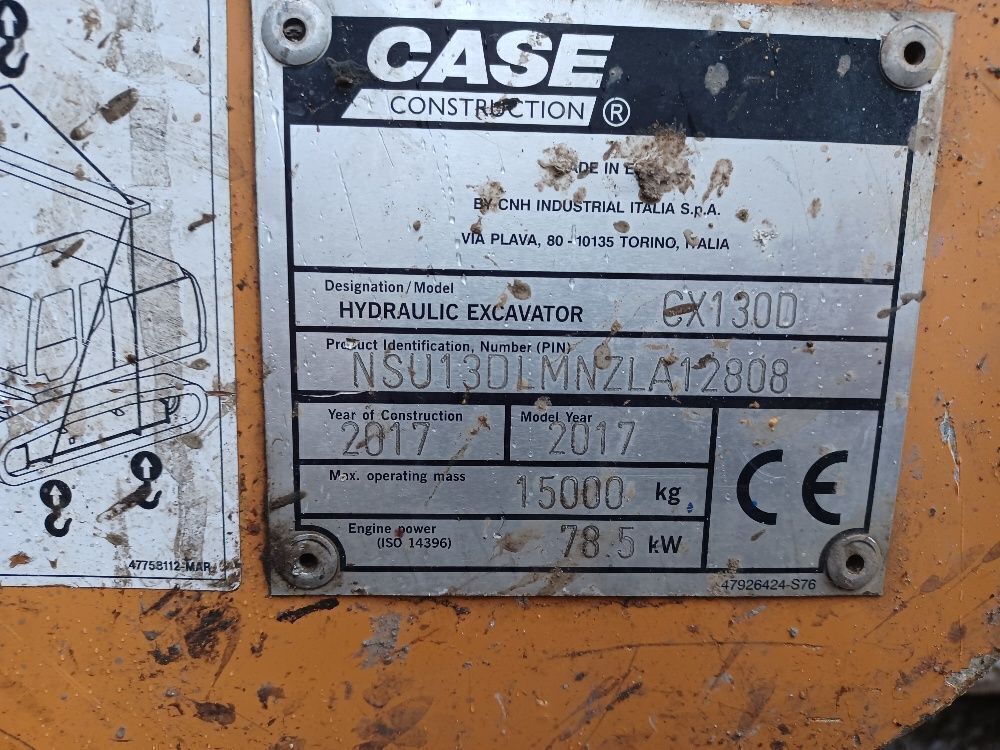 CASE
CONSTRUCTION ®
MADE IN
BY CNH INDUSTRIAL ITALIA S.p.A.
VIA PLAVA, 80 - 10135 TORINO, ITALIA
Designation/Model
HYDRAULIC EXCAVATOR CX130D
Product Identification, Number (PIN)
NSU13DLMNZLA12808
Year of Construction Model Year
2017 2017
Max. operating mass 15000 kg
Engine power
(ISO 14396) 78.5 kW
CE
47926424-S76
47758112-MAR